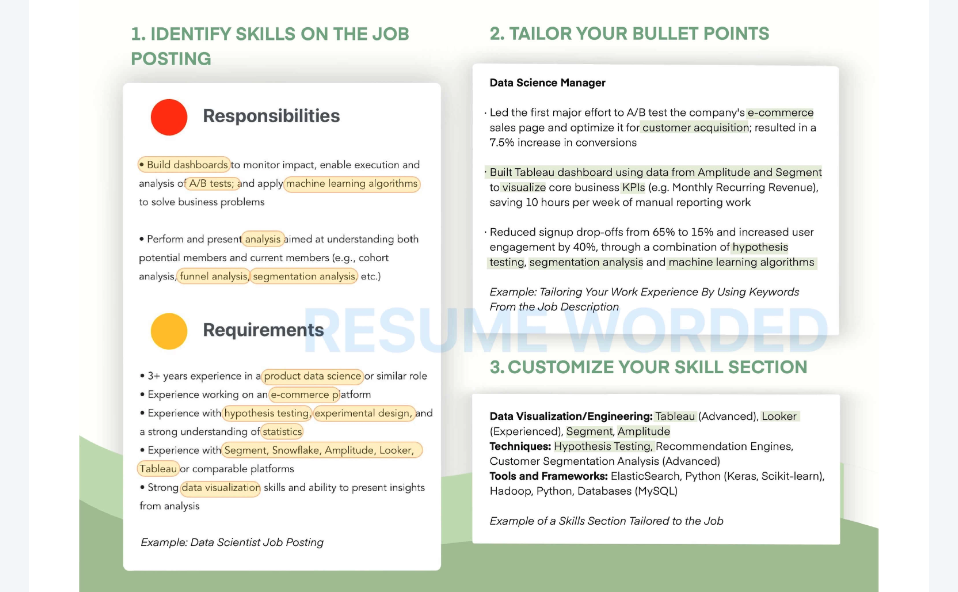 1. IDENTIFY SKILLS ON THE JOB
POSTING
Responsibilities
• Build dashboards to monitor impact, enable execution and
analysis of A/B tests; and apply machine learning algorithms
to solve business problems
• Perform and present analysis aimed at understanding both
potential members and current members (e.g., cohort
analysis, funnel analysis, segmentation analysis, etc.)
Requirements
• 3+ years experience in a product data science or similar role
• Experience working on an e-commerce platform
• Experience with hypothesis testing, experimental design, and
a strong understanding of statistics
• Experience with Segment, Snowflake, Amplitude, Looker,
Tableau or comparable platforms
• Strong data visualization skills and ability to present insights
from analysis
Example: Data Scientist Job Posting
2. TAILOR YOUR BULLET POINTS
Data Science Manager
· Led the first major effort to A/B test the company's e-commerce
sales page and optimize it for customer acquisition; resulted in a
7.5% increase in conversions
· Built Tableau dashboard using data from Amplitude and Segment
to visualize core business KPIs (e.g. Monthly Recurring Revenue),
saving 10 hours per week of manual reporting work
· Reduced signup drop-offs from 65% to 15% and increased user
engagement by 40%, through a combination of hypothesis
testing, segmentation analysis and machine learning algorithms
Example: Tailoring Your Work Experience By Using Keywords
From the Job Description
RESUME WORDED
3. CUSTOMIZE YOUR SKILL SECTION
Data Visualization/Engineering: Tableau (Advanced), Looker
(Experienced), Segment, Amplitude
Techniques: Hypothesis Testing, Recommendation Engines,
Customer Segmentation Analysis (Advanced)
Tools and Frameworks: ElasticSearch, Python (Keras, Scikit-learn),
Hadoop, Python, Databases (MySQL)
Example of a Skills Section Tailored to the Job